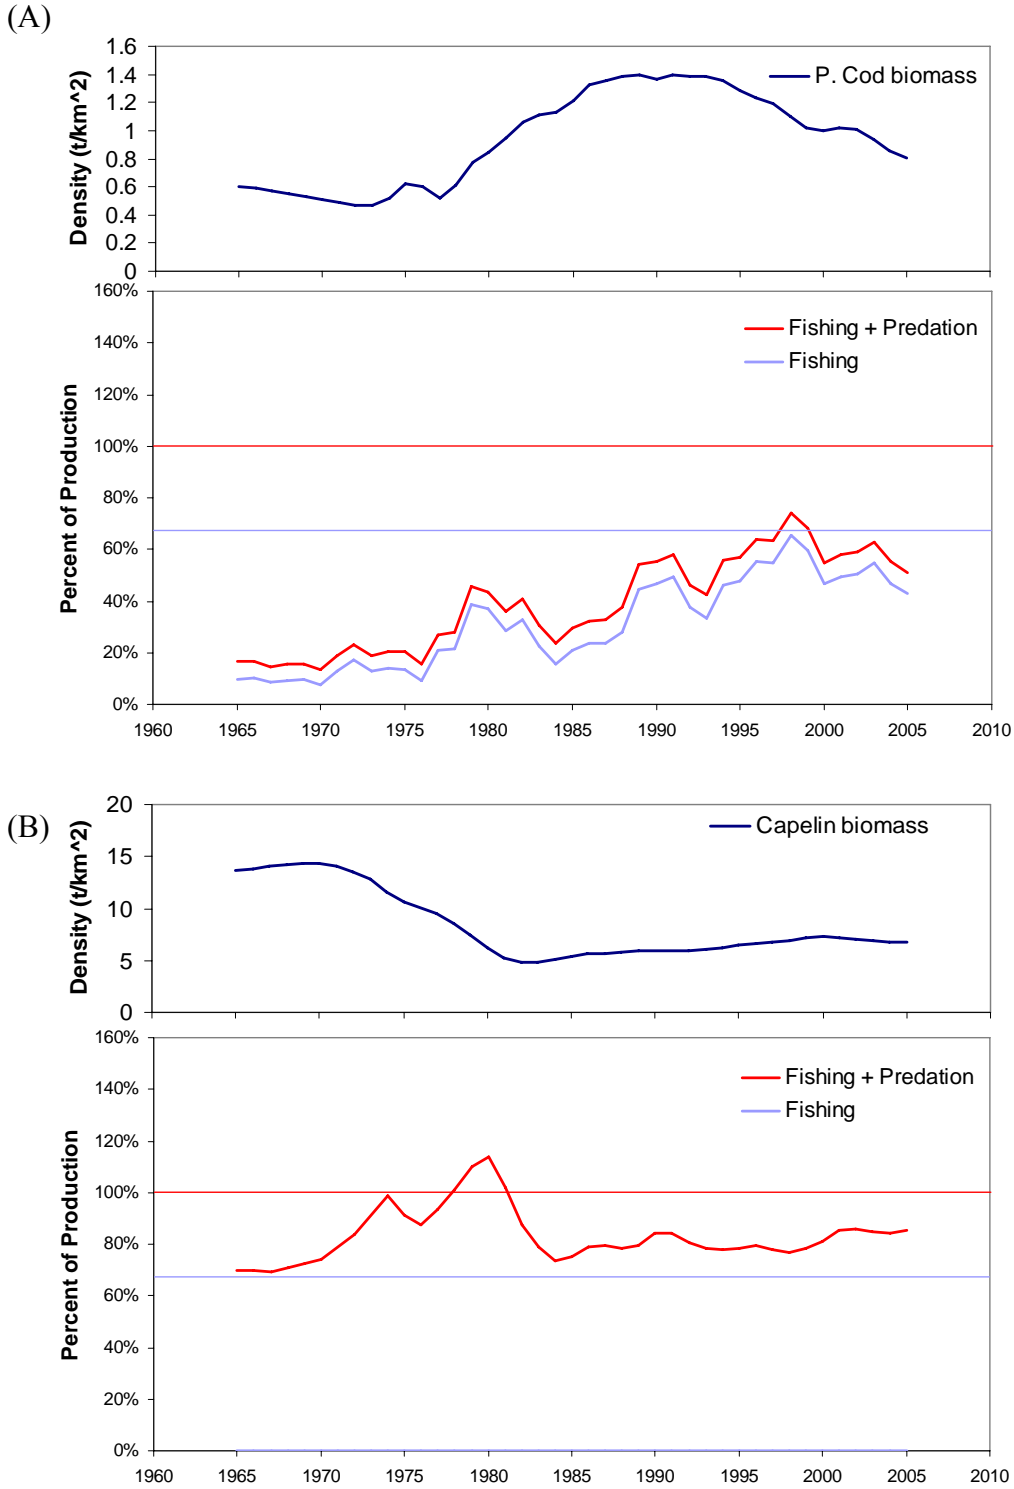 (A)
1.6
1.4
1.2
1
0.8
0.6
0.4
0.2
0
Density (t/km^2)
P. Cod biomass
160%
140%
120%
100%
80%
60%
40%
20%
0%
Percent of Production
Fishing + Predation
Fishing
1960 1965 1970 1975 1980 1985 1990 1995 2000 2005 2010
(B)
20
15
10
5
0
Density (t/km^2)
Capelin biomass
160%
140%
120%
100%
80%
60%
40%
20%
0%
Percent of Production
Fishing + Predation
Fishing
1960 1965 1970 1975 1980 1985 1990 1995 2000 2005 2010